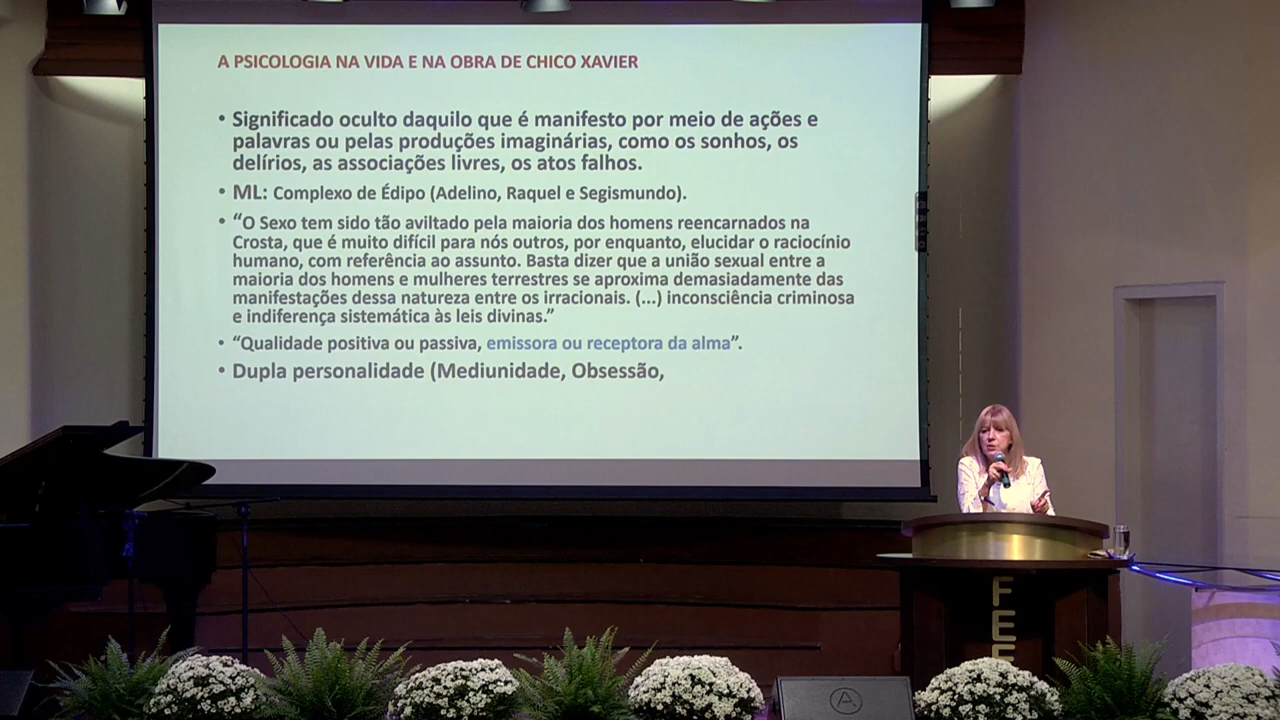 A PSICOLOGIA NA VIDA E NA OBRA DE CHICO XAVIER
• Significado oculto daquilo que é manifesto por meio de ações e
palavras ou pelas produções imaginárias, como os sonhos, os
delírios, as associações livres, os atos falhos.
• ML: Complexo de Édipo (Adelino, Raquel e Segismundo).
• “O Sexo tem sido tão aviltado pela maioria dos homens reencarnados na
Crosta, que é muito difícil para nós outros, por enquanto, elucidar o raciocínio
humano, com referência ao assunto. Basta dizer que a união sexual entre a
maioria dos homens e mulheres terrestres se aproxima demasiadamente das
manifestações dessa natureza entre os irracionais. (...) inconsciência criminosa
e indiferença sistemática às leis divinas.”
• “Qualidade positiva ou passiva, emissora ou receptora da alma”.
• Dupla personalidade (Mediunidade, Obsessão,
FEE
A